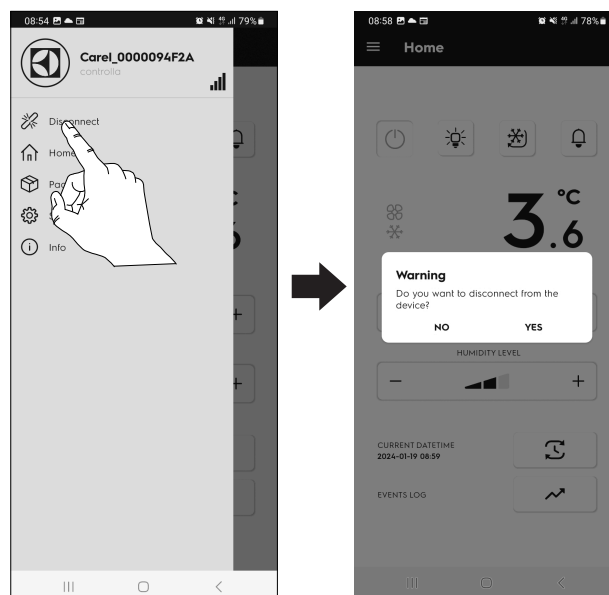 08:54
79%
Carel_0000094F2A
controlla
Disconnect
Home
Info
08:58
78%
Home
°C
3.6
Warning
Do you want to disconnect from the
device?
NO
YES
HUMIDITY LEVEL
CURRENT DATETIME
2024-01-19 08:59
EVENTS LOG